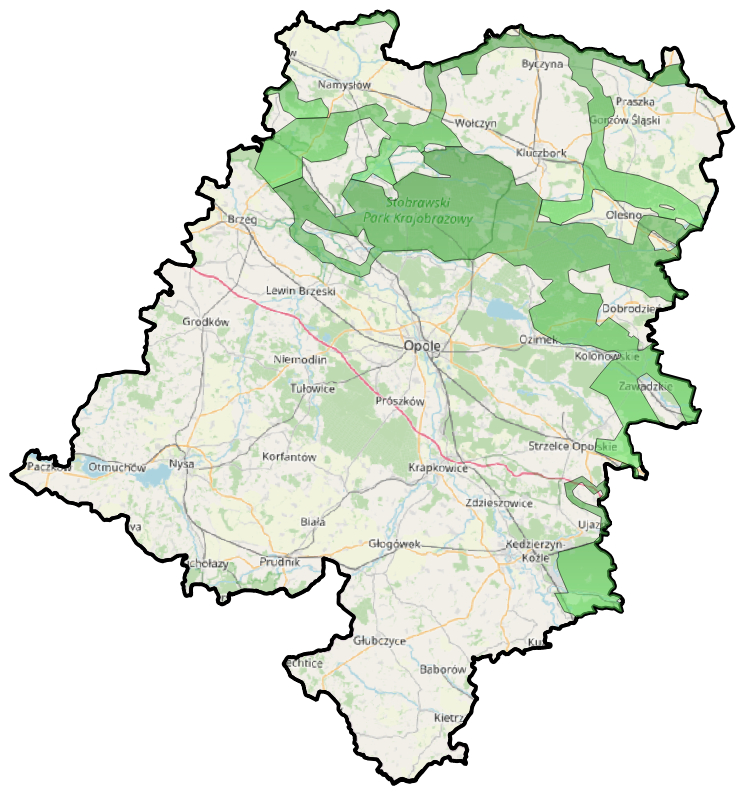 Byczyna
Namysłów
Praszka
Wołczyn
Gorzów Śląski
Kluczbork
Stobrawski
Park Krajobrazowy
Brzeg
Olesno
Lewin Brzeski
Dobrodzień
Grodków
Opole
Ozimek
Kolonowskie
Niemodlin
Tułowice
Zawadzkie
Prószków
Strzelce Opolskie
Korfantów
Paczków
Otmuchów
Nysa
Krapkowice
Zdzieszowice
Biała
Ujazd
Głogówek
Kędzierzyn-
Koźle
chołazy
Prudnik
Głubczyce
echtice
Baborów
Kietrz